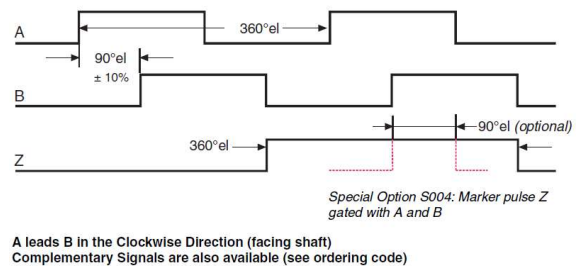 A
360°el
90°el
± 10%
B
90°el (optional)
360°el
Z
Special Option S004: Marker pulse Z
gated with A and B
A leads B in the Clockwise Direction (facing shaft)
Complementary Signals are also available (see ordering code)